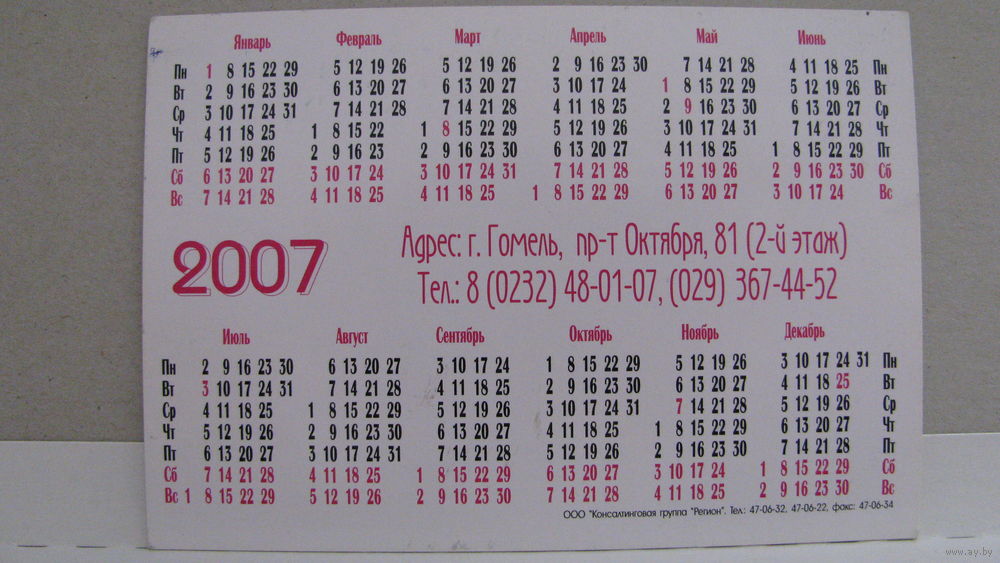 Январь Февраль Март Апрель Май Июнь
Пн 1 8 15 22 29 5 12 19 26 5 12 19 26 2 9 16 23 30 7 14 21 28 4 11 18 25 Пн
Вт 2 9 16 23 30 6 13 20 27 6 13 20 27 3 10 17 24 1 8 15 22 29 5 12 19 26 Вт
Ср 3 10 17 24 31 7 14 21 28 7 14 21 28 4 11 18 25 2 9 16 23 30 6 13 20 27 Ср
Чт 4 11 18 25 1 8 15 22 1 8 15 22 29 5 12 19 26 3 10 17 24 31 7 14 21 28 Чт
Пт 5 12 19 26 2 9 16 23 2 9 16 23 30 6 13 20 27 4 11 18 25 1 8 15 22 29 Пт
Сб 6 13 20 27 3 10 17 24 3 10 17 24 31 7 14 21 28 5 12 19 26 2 9 16 23 30 Сб
Вс 7 14 21 28 4 11 18 25 4 11 18 25 1 8 15 22 29 6 13 20 27 3 10 17 24 Вс
2007
Адрес: г. Гомель, пр-т Октября, 81 (2-й этаж)
Тел.: 8 (0232) 48-01-07, (029) 367-44-52
Июль Август Сентябрь Октябрь Ноябрь Декабрь
Пн 2 9 16 23 30 6 13 20 27 3 10 17 24 1 8 15 22 29 5 12 19 26 3 10 17 24 31 Пн
Вт 3 10 17 24 31 7 14 21 28 4 11 18 25 2 9 16 23 30 6 13 20 27 4 11 18 25 Вт
Ср 4 11 18 25 1 8 15 22 29 5 12 19 26 3 10 17 24 31 7 14 21 28 5 12 19 26 Ср
Чт 5 12 19 26 2 9 16 23 30 6 13 20 27 4 11 18 25 1 8 15 22 29 6 13 20 27 Чт
Пт 6 13 20 27 3 10 17 24 31 7 14 21 28 5 12 19 26 2 9 16 23 30 7 14 21 28 Пт
Сб 7 14 21 28 4 11 18 25 1 8 15 22 29 6 13 20 27 3 10 17 24 1 8 15 22 29 Сб
Вс 1 8 15 22 29 5 12 19 26 2 9 16 23 30 7 14 21 28 4 11 18 25 2 9 16 23 30 Вс
ООО "Консалтинговая группа "Регион". Тел.: 47-06-32, 47-06-22, факс: 47-06-34
www.ay.by